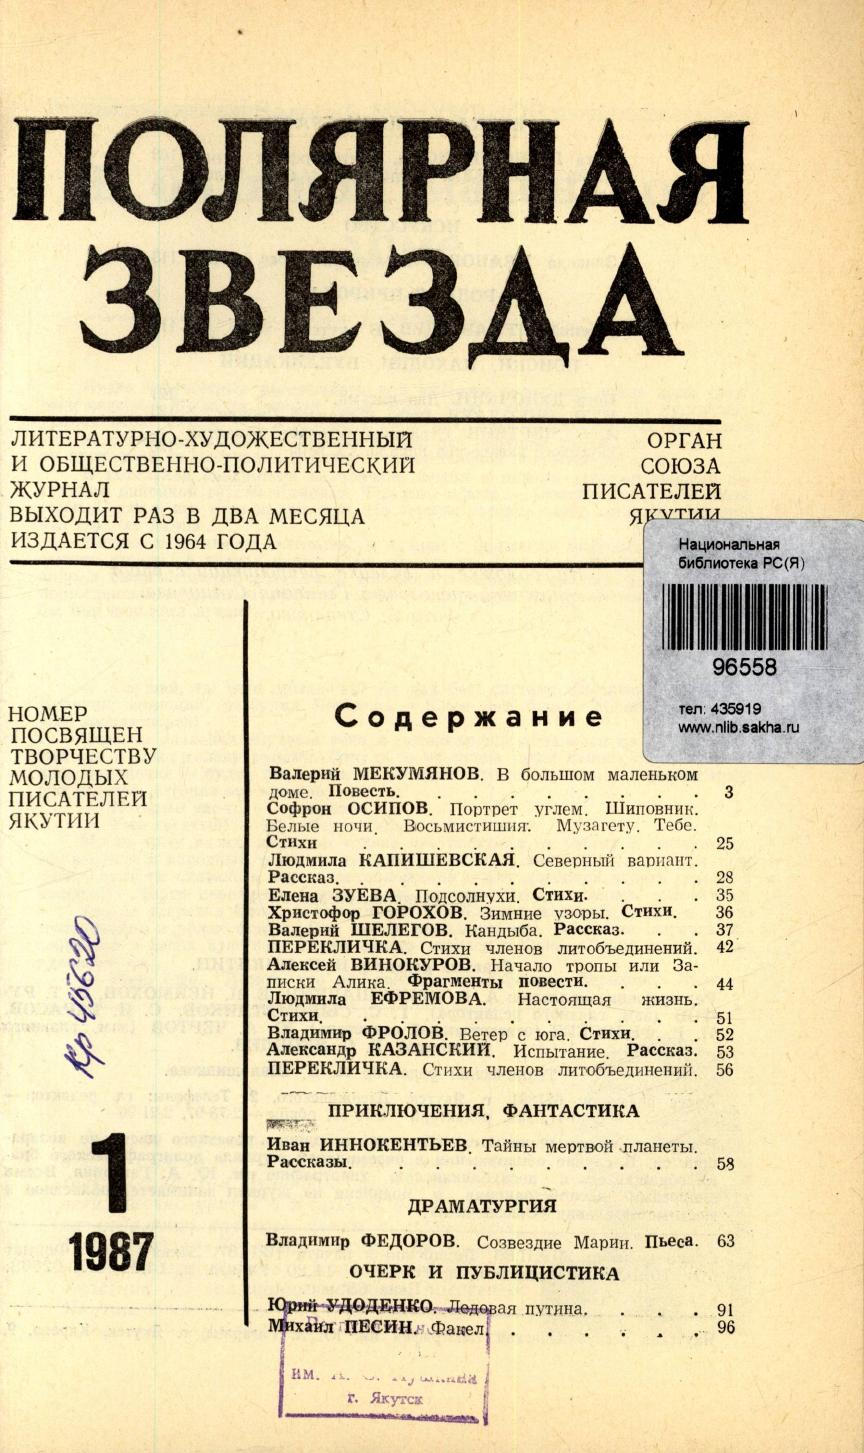 ПОЛЯРНАЯ
ЗВЕЗДА
ЛИТЕРАТУРНО-ХУДОЖЕСТВЕННЫЙ
И ОБЩЕСТВЕННО-ПОЛИТИЧЕСКИЙ
ЖУРНАЛ
ВЫХОДИТ РАЗ В ДВА МЕСЯЦА
ИЗДАЕТСЯ С 1964 ГОДА
ОРГАН
СОЮЗА
ПИСАТЕЛЕЙ
ЯКУТИИ
Национальная
библиотека РС(Я)
96558
тел: 435919
www.nlib.sakha.ru
НОМЕР
ПОСВЯЩЕН
ТВОРЧЕСТВУ
МОЛОДЫХ
ПИСАТЕЛЕЙ
ЯКУТИИ
Кр 45620
1
1987
Содержание
Валерий МЕКУМЯНОВ. В большом маленьком
доме. Повесть. . . . . . . . . 3
Софрон ОСИПОВ. Портрет углем. Шиповник.
Белые ночи. Восьмистишия. Музагету. Тебе.
Стихи . . . . . . . . . . 25
Людмила КАПИШЕВСКАЯ. Северный вариант.
Рассказ. . . . . . . . . . . 28
Елена ЗУЕВА. Подсолнухи. Стихи. . . . 35
Христофор ГОРОХОВ. Зимние узоры. Стихи. 36
Валерий ШЕЛЕГОВ. Кандыба. Рассказ. . . 37
ПЕРЕКЛИЧКА. Стихи членов литобъединений. 42
Алексей ВИНОКУРОВ. Начало тропы или За-
писки Алика. Фрагменты повести. . . . 44
Людмила ЕФРЕМОВА. Настоящая жизнь.
Стихи. . . . . . . . . . . 51
Владимир ФРОЛОВ. Ветер с юга. Стихи. . . 52
Александр КАЗАНСКИЙ. Испытание. Рассказ. 53
ПЕРЕКЛИЧКА. Стихи членов литобъединений. 56
ПРИКЛЮЧЕНИЯ, ФАНТАСТИКА
Иван ИННОКЕНТЬЕВ. Тайны мертвой планеты.
Рассказы. . . . . . . . . . 58
ДРАМАТУРГИЯ
Владимир ФЕДОРОВ. Созвездие Марии. Пьеса. 63
ОЧЕРК И ПУБЛИЦИСТИКА
Юрий УДОДЕНКО. Ледовая путина. . . . 91
Михаил ПЕСИН. Факел. . . . . . . 96
им.
г. Якутск